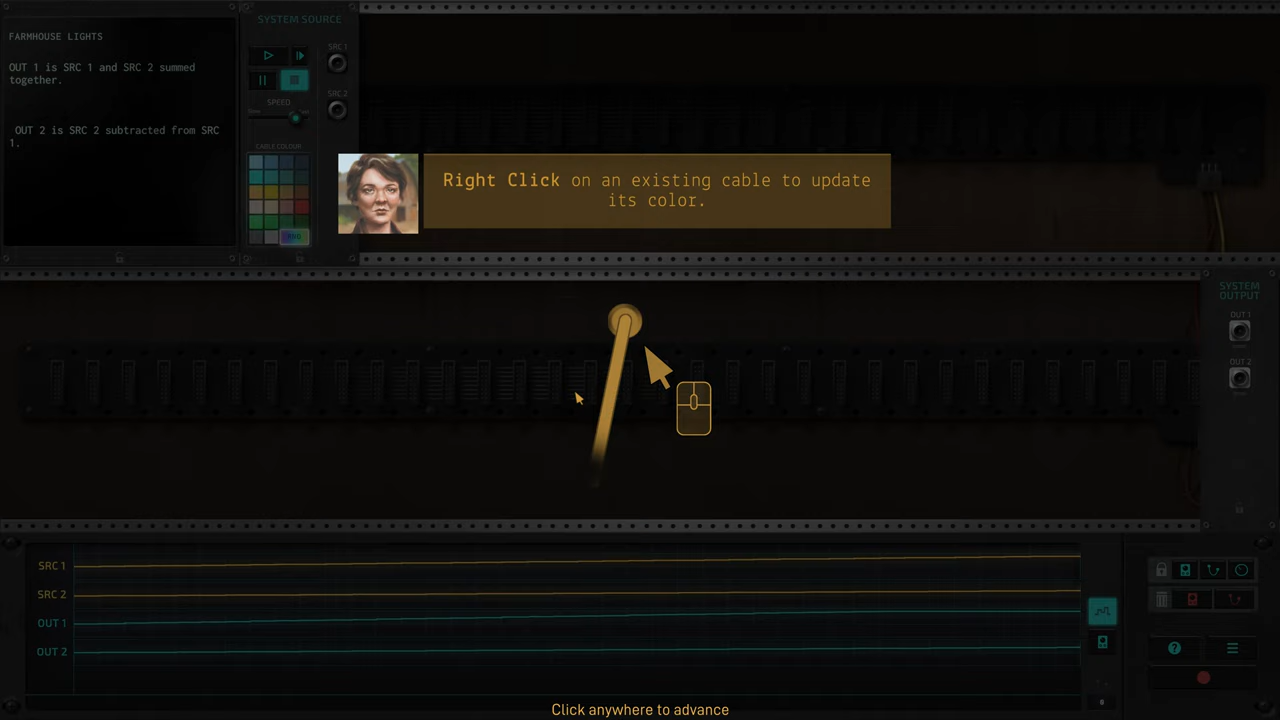 FARMHOUSE LIGHTS
OUT 1 is SRC 1 and SRC 2 summed
together.
OUT 2 is SRC 2 subtracted from SRC
1.
SYSTEM SOURCE
SRC 1
SRC 2
SPEED
CABLE COLOUR
RND
Right Click on an existing cable to update
its color.
SYSTEM
OUTPUT
OUT 1
OUT 2
SRC 1
SRC 2
OUT 1
OUT 2
Click anywhere to advance